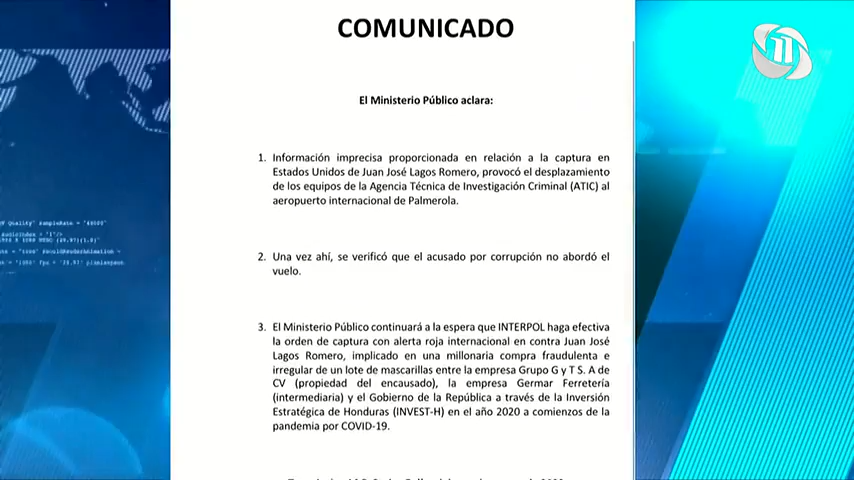 COMUNICADO
El Ministerio Público aclara:
1. Información imprecisa proporcionada en relación a la captura en
Estados Unidos de Juan José Lagos Romero, provocó el desplazamiento
de los equipos de la Agencia Técnica de Investigación Criminal (ATIC) al
aeropuerto internacional de Palmerola.
2. Una vez ahí, se verificó que el acusado por corrupción no abordó el
vuelo.
3. El Ministerio Público continuará a la espera que INTERPOL haga efectiva
la orden de captura con alerta roja internacional en contra Juan José
Lagos Romero, implicado en una millonaria compra fraudulenta e
irregular de un lote de mascarillas entre la empresa Grupo G y T S. A de
CV (propiedad del encausado), la empresa Germar Ferretería
(intermediaria) y el Gobierno de la República a través de la Inversión
Estratégica de Honduras (INVEST-H) en el año 2020 a comienzos de la
pandemia por COVID-19.